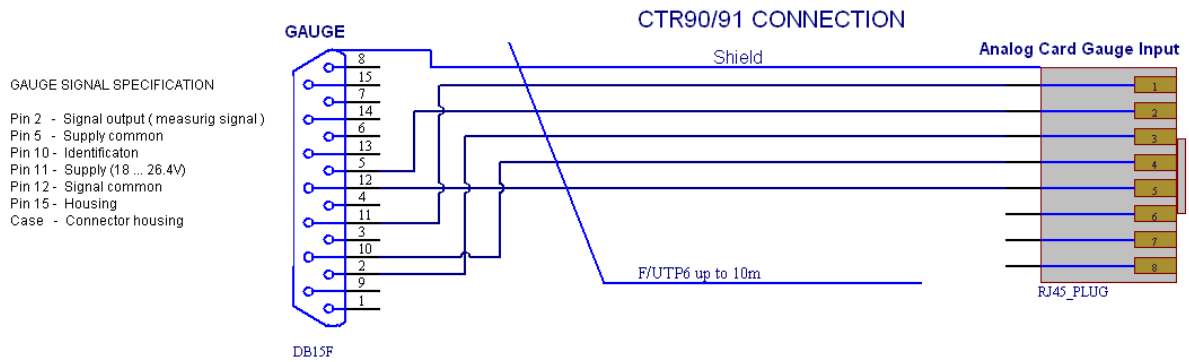 CTR90/91 CONNECTION
GAUGE
Analog Card Gauge Input
Shield
GAUGE SIGNAL SPECIFICATION
Pin 2 - Signal output ( measurig signal )
Pin 5 - Supply common
Pin 10 - Identificaton
Pin 11 - Supply (18 ... 26.4V)
Pin 12 - Signal common
Pin 15 - Housing
Case - Connector housing
8
15
7
14
6
13
5
12
4
11
3
10
2
9
1
1
2
3
4
5
6
7
8
F/UTP6 up to 10m
RJ45_PLUG
DB15F